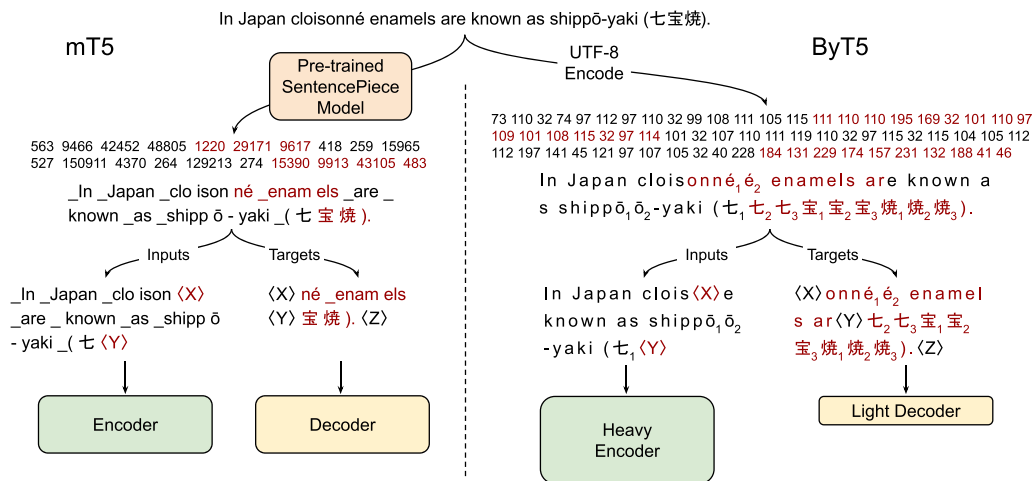 In Japan cloisonné enamels are known as shippō-yaki (七宝焼).
mT5
Pre-trained
SentencePiece
Model
563 9466 42452 48805 1220 29171 9617 418 259 15965
527 150911 4370 264 129213 274 15390 9913 43105 483
_In _Japan _clo ison né _enam els _are _
known _as _shipp ō - yaki _( 七 宝 焼 ).
Inputs
Targets
_In _Japan _clo ison ⟨X⟩
_are _ known _as _shipp ō
- yaki _( 七 ⟨Y⟩
⟨X⟩ né _enam els
⟨Y⟩ 宝 焼 ). ⟨Z⟩
Encoder
Decoder
UTF-8
Encode
ByT5
73 110 32 74 97 112 97 110 32 99 108 111 105 115 111 110 110 195 169 32 101 110 97
109 101 108 115 32 97 114 101 32 107 110 111 119 110 32 97 115 32 115 104 105 112
112 197 141 45 121 97 107 105 32 40 228 184 131 229 174 157 231 132 188 41 46
In Japan cloisonné₁é₂ enamels are known a
s shippō₁ō₂-yaki (七₁七₂七₃宝₁宝₂宝₃焼₁焼₂焼₃).
Inputs
Targets
In Japan clois⟨X⟩e
known as shippō₁ō₂
-yaki (七₁⟨Y⟩
⟨X⟩onné₁é₂ enamel
s ar⟨Y⟩七₂七₃宝₁宝₂
宝₃焼₁焼₂焼₃). ⟨Z⟩
Heavy
Encoder
Light Decoder